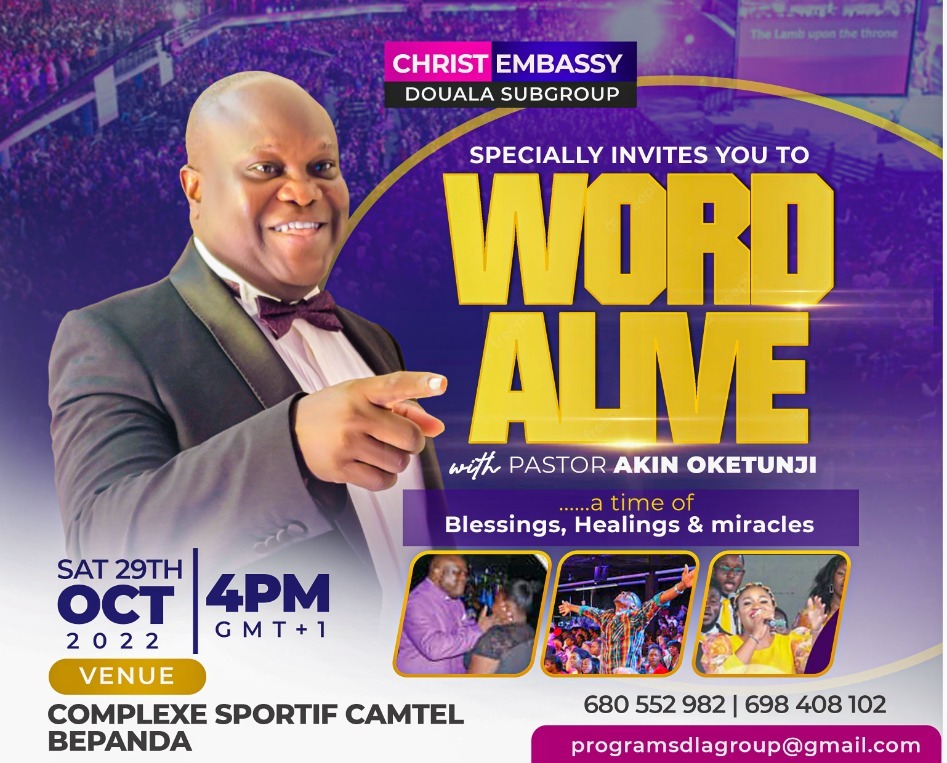 The Lamb upon the throne
CHRIST EMBASSY
DOUALA SUBGROUP
SPECIALLY INVITES YOU TO
WORD
ALIVE
with PASTOR AKIN OKETUNJI
......a time of
Blessings, Healings & miracles
SAT 29TH
OCT
2022
4PM
GMT+1
VENUE
COMPLEXE SPORTIF CAMTEL
BEPANDA
680 552 982 | 698 408 102
programsdlagroup@gmail.com